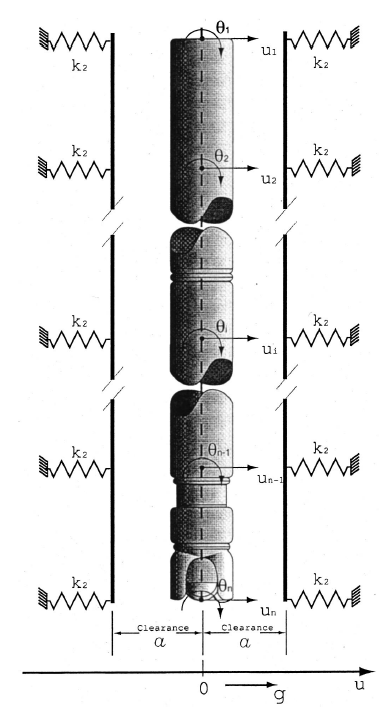 θ1
u1
k2 k2
θ2
k2 u2 k2
k2 θi k2
ui
θn-1
k2 un-1 k2
k2 θn k2
un
Clearance Clearance
a a
0 g u